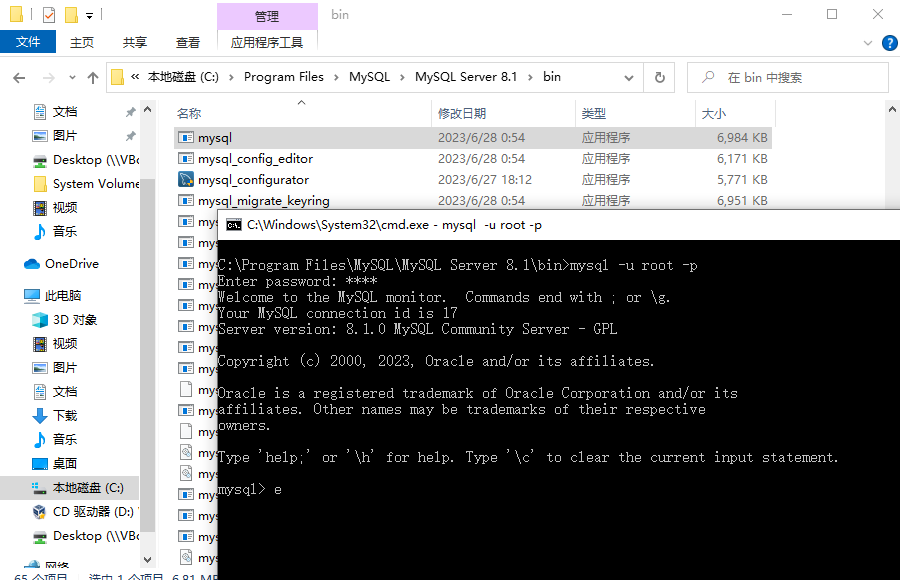 管理
bin
文件
主页
共享
查看
应用程序工具
« 本地磁盘 (C:) › Program Files › MySQL › MySQL Server 8.1 › bin
在 bin 中搜索
名称
修改日期
类型
大小
文档
图片
Desktop (\\VBo
System Volume
视频
音乐
OneDrive
此电脑
3D 对象
视频
图片
文档
下载
音乐
桌面
本地磁盘 (C:)
CD 驱动器 (D:)
Desktop (\\VBo
网络
mysql 2023/6/28 0:54 应用程序 6,984 KB
mysql_config_editor 2023/6/28 0:54 应用程序 6,171 KB
mysql_configurator 2023/6/27 18:12 应用程序 5,771 KB
mysql_migrate_keyring 2023/6/28 0:54 应用程序 6,951 KB
C:\Windows\System32\cmd.exe - mysql -u root -p
C:\Program Files\MySQL\MySQL Server 8.1\bin>mysql -u root -p
Enter password: ****
Welcome to the MySQL monitor.  Commands end with ; or \g.
Your MySQL connection id is 17
Server version: 8.1.0 MySQL Community Server - GPL
Copyright (c) 2000, 2023, Oracle and/or its affiliates.
Oracle is a registered trademark of Oracle Corporation and/or its
affiliates. Other names may be trademarks of their respective
owners.
Type 'help;' or '\h' for help. Type '\c' to clear the current input statement.
mysql> e
65 个项目 选中 1 个项目 6.81 MB